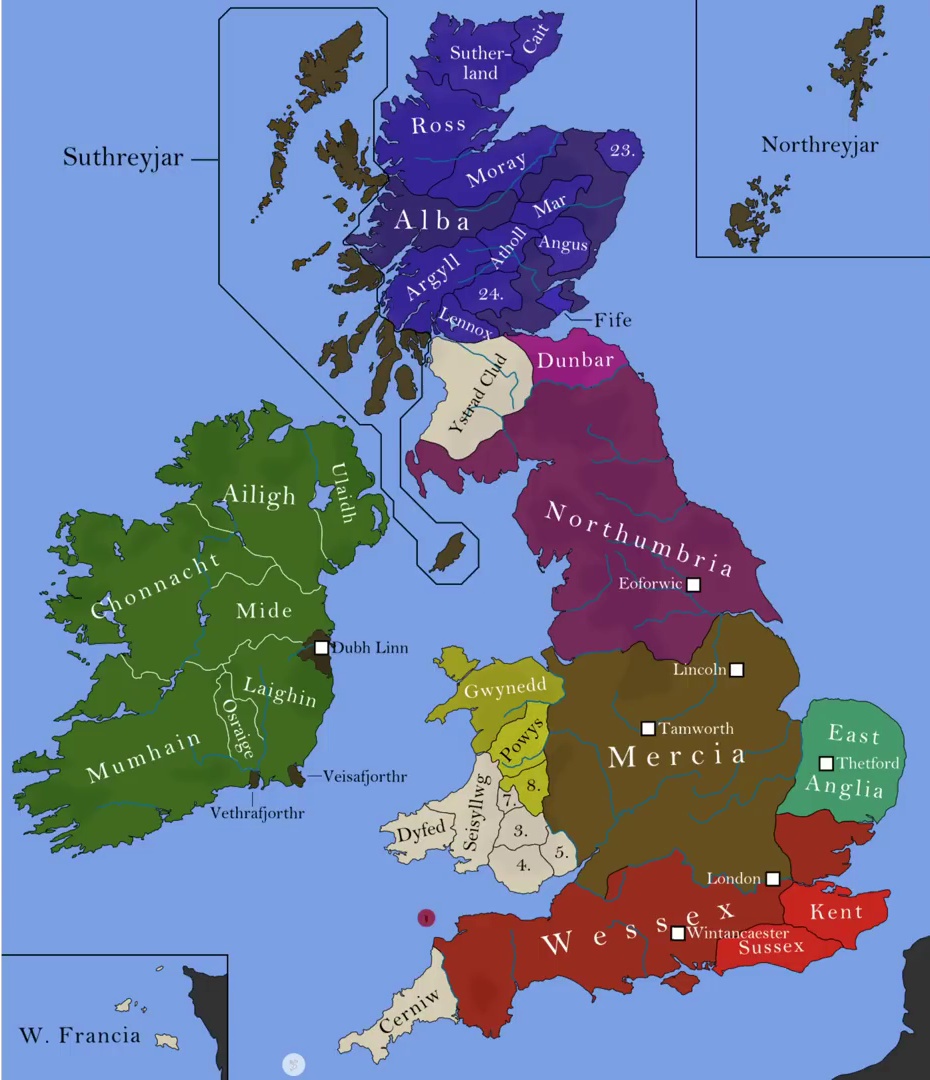 Suther-
land
Cait
Ross
Suthreyjar
Northreyjar
23.
Moray
Mar
Alba
Angus
Atholl
Argyll
24.
Lennox
Fife
Dunbar
Ystrad Clud
Ailigh
Ulaidh
Northumbria
Chonnacht
Eoforwic
Mide
Dubh Linn
Lincoln
Gwynedd
Laighin
Osraige
Tamworth
East
Anglia
Powys
Mumhain
Mercia
Thetford
Veisafjorthr
Vethrafjorthr
Seisyllwg
8.
7.
Dyfed
3.
4.
5.
London
Kent
Wessex
Wintancaester
Sussex
Cerniw
W. Francia